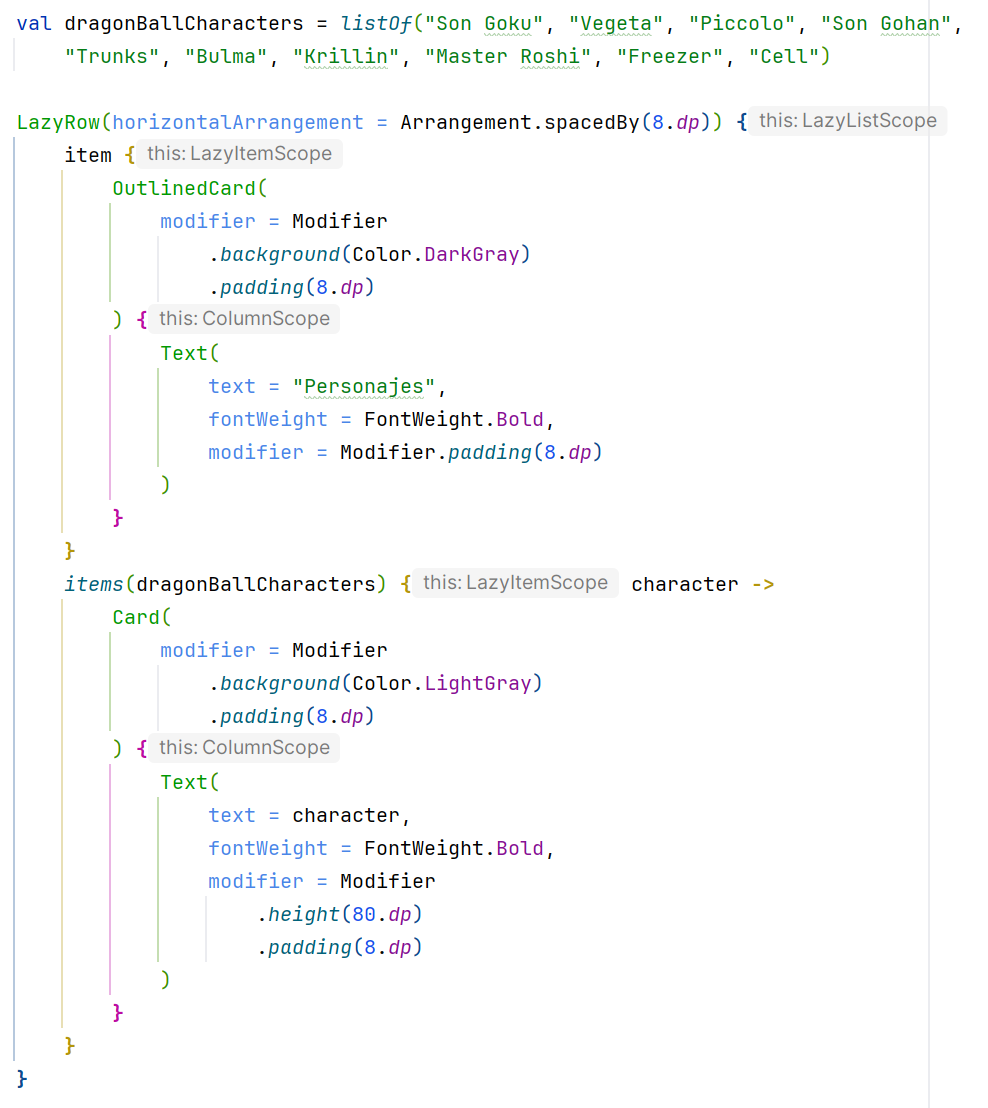 val dragonBallCharacters = listOf("Son Goku", "Vegeta", "Piccolo", "Son Gohan",
    "Trunks", "Bulma", "Krillin", "Master Roshi", "Freezer", "Cell")

LazyRow(horizontalArrangement = Arrangement.spacedBy(8.dp)) { this: LazyListScope
    item { this: LazyItemScope
        OutlinedCard(
            modifier = Modifier
                .background(Color.DarkGray)
                .padding(8.dp)
        ) { this: ColumnScope
            Text(
                text = "Personajes",
                fontWeight = FontWeight.Bold,
                modifier = Modifier.padding(8.dp)
            )
        }
    }
    items(dragonBallCharacters) { this: LazyItemScope character ->
        Card(
            modifier = Modifier
                .background(Color.LightGray)
                .padding(8.dp)
        ) { this: ColumnScope
            Text(
                text = character,
                fontWeight = FontWeight.Bold,
                modifier = Modifier
                    .height(80.dp)
                    .padding(8.dp)
            )
        }
    }
}